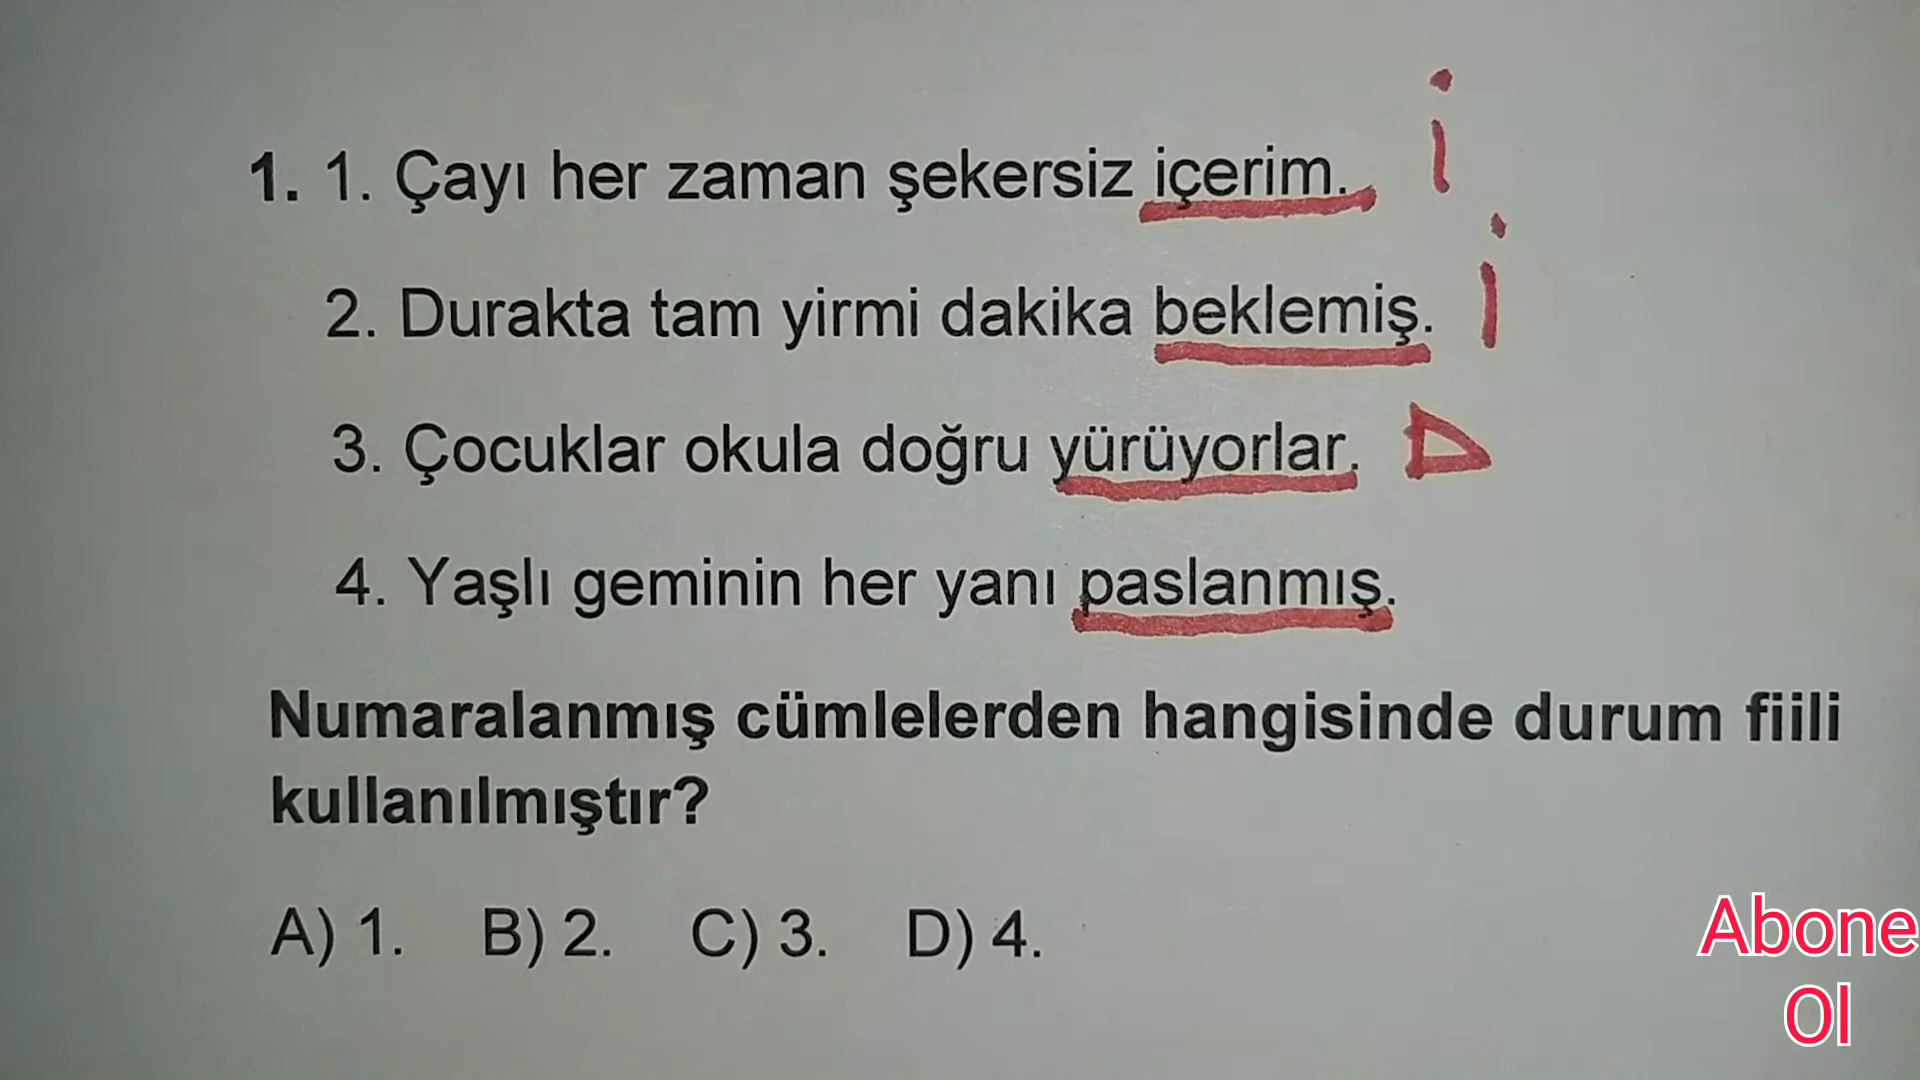 1. 1. Çayı her zaman şekersiz içerim. i
2. Durakta tam yirmi dakika beklemiş. i
3. Çocuklar okula doğru yürüyorlar. D
4. Yaşlı geminin her yanı paslanmış.
Numaralanmış cümlelerden hangisinde durum fiili
kullanılmıştır?
A) 1. B) 2. C) 3. D) 4.
Abone
Ol